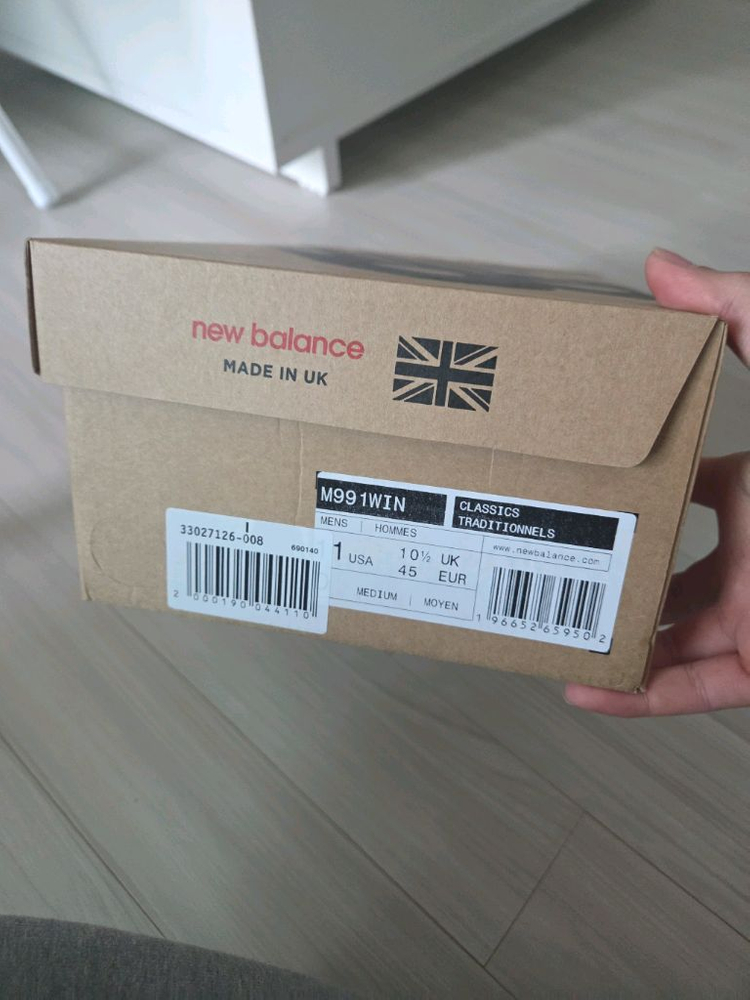 new balance
MADE IN UK
M991WIN
CLASSICS
TRADITIONNELS
MENS | HOMMES
www.newbalance.com
1 USA
10½ UK
45 EUR
MEDIUM | MOYEN
1 96652 65950 2
I
33027126-008
690140
2 000190 044110